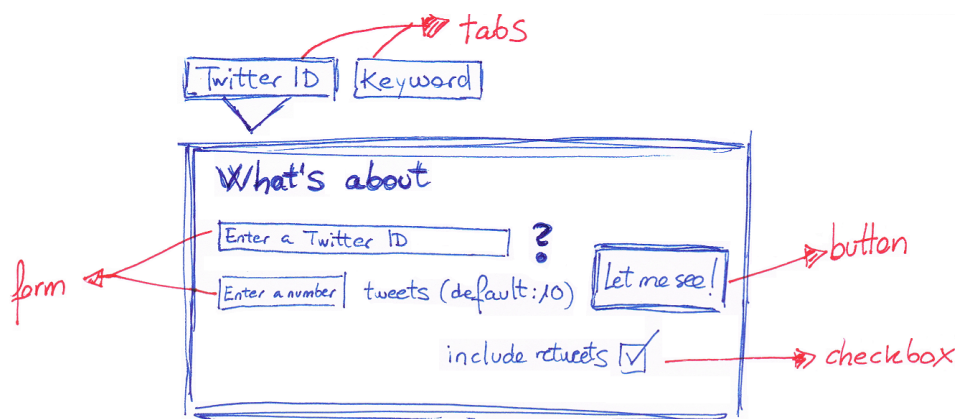 tabs
Twitter ID Keyword
What's about
Enter a Twitter ID ?
button
form
Enter a number tweets (default:10) Let me see!
include retweets
checkbox